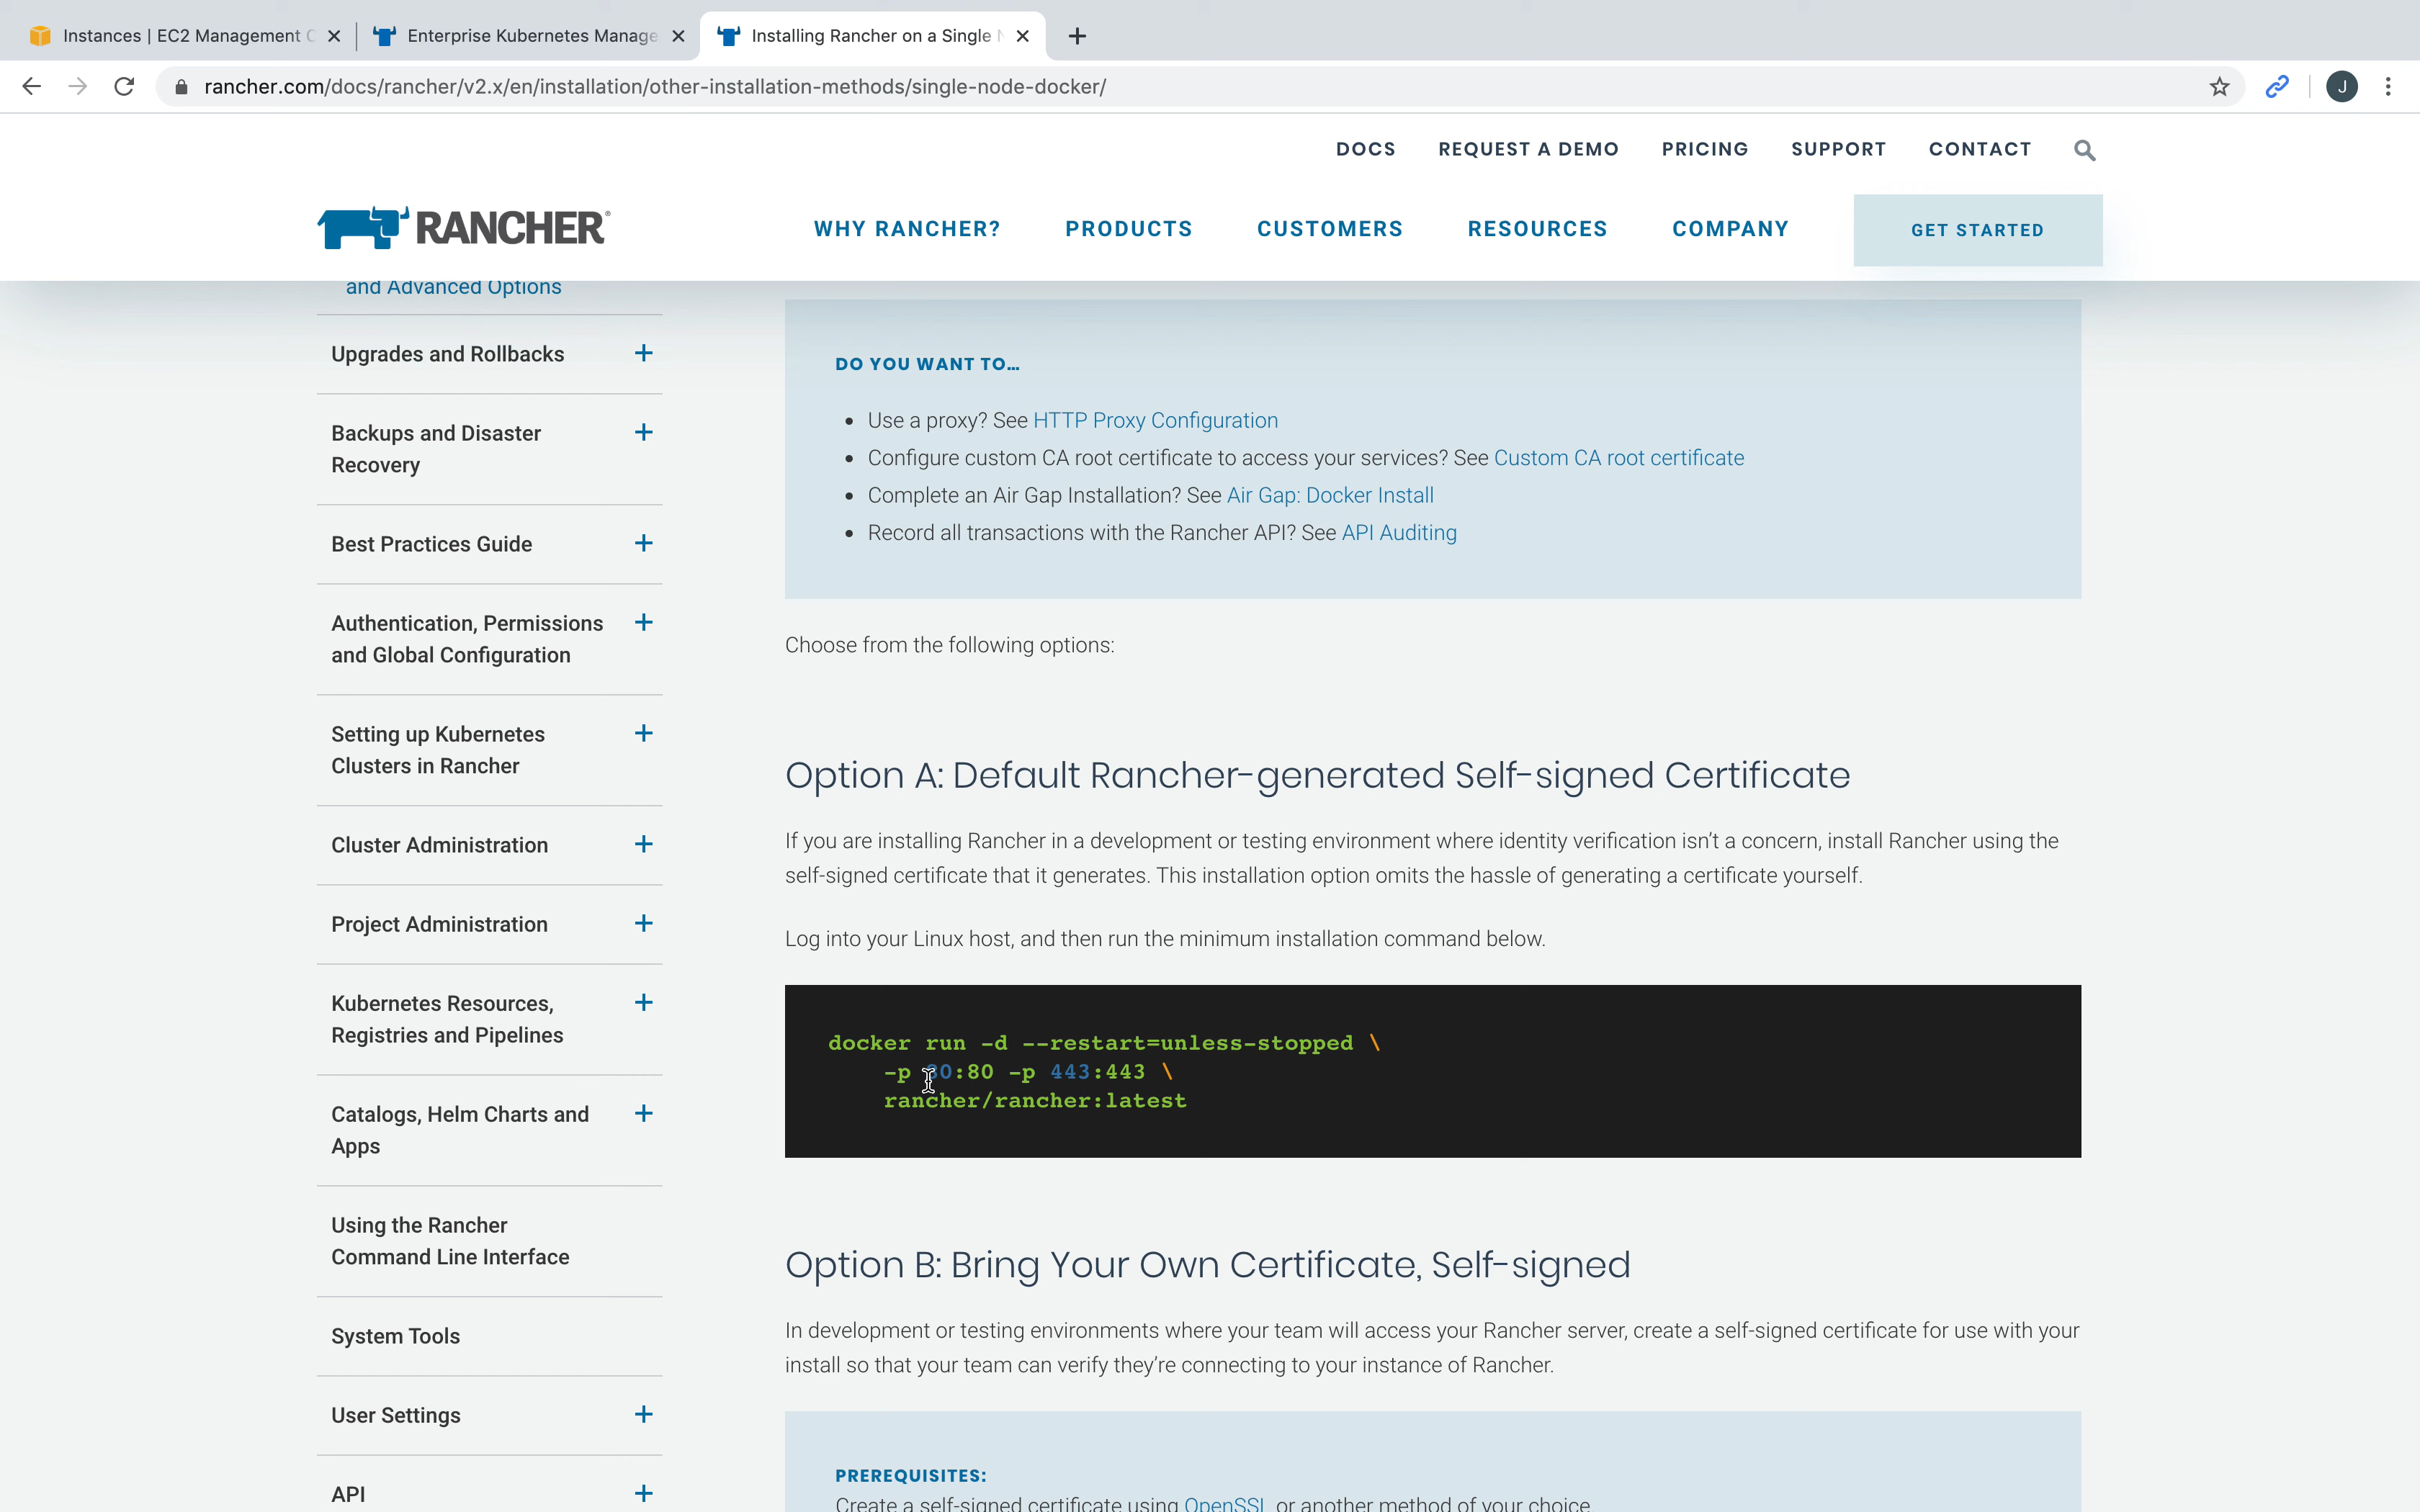 Instances | EC2 Management C
Enterprise Kubernetes Manage
Installing Rancher on a Single N
rancher.com/docs/rancher/v2.x/en/installation/other-installation-methods/single-node-docker/
J
DOCS REQUEST A DEMO PRICING SUPPORT CONTACT
RANCHER®
WHY RANCHER? PRODUCTS CUSTOMERS RESOURCES COMPANY GET STARTED
and Advanced Options
Upgrades and Rollbacks +
Backups and Disaster +
Recovery
Best Practices Guide +
Authentication, Permissions +
and Global Configuration
Setting up Kubernetes +
Clusters in Rancher
Cluster Administration +
Project Administration +
Kubernetes Resources, +
Registries and Pipelines
Catalogs, Helm Charts and +
Apps
Using the Rancher
Command Line Interface
System Tools
User Settings +
API +
DO YOU WANT TO…
• Use a proxy? See HTTP Proxy Configuration
• Configure custom CA root certificate to access your services? See Custom CA root certificate
• Complete an Air Gap Installation? See Air Gap: Docker Install
• Record all transactions with the Rancher API? See API Auditing
Choose from the following options:
Option A: Default Rancher-generated Self-signed Certificate
If you are installing Rancher in a development or testing environment where identity verification isn’t a concern, install Rancher using the
self-signed certificate that it generates. This installation option omits the hassle of generating a certificate yourself.
Log into your Linux host, and then run the minimum installation command below.
docker run -d --restart=unless-stopped \
-p 80:80 -p 443:443 \
rancher/rancher:latest
Option B: Bring Your Own Certificate, Self-signed
In development or testing environments where your team will access your Rancher server, create a self-signed certificate for use with your
install so that your team can verify they’re connecting to your instance of Rancher.
PREREQUISITES:
Create a self-signed certificate using OpenSSL or another method of your choice